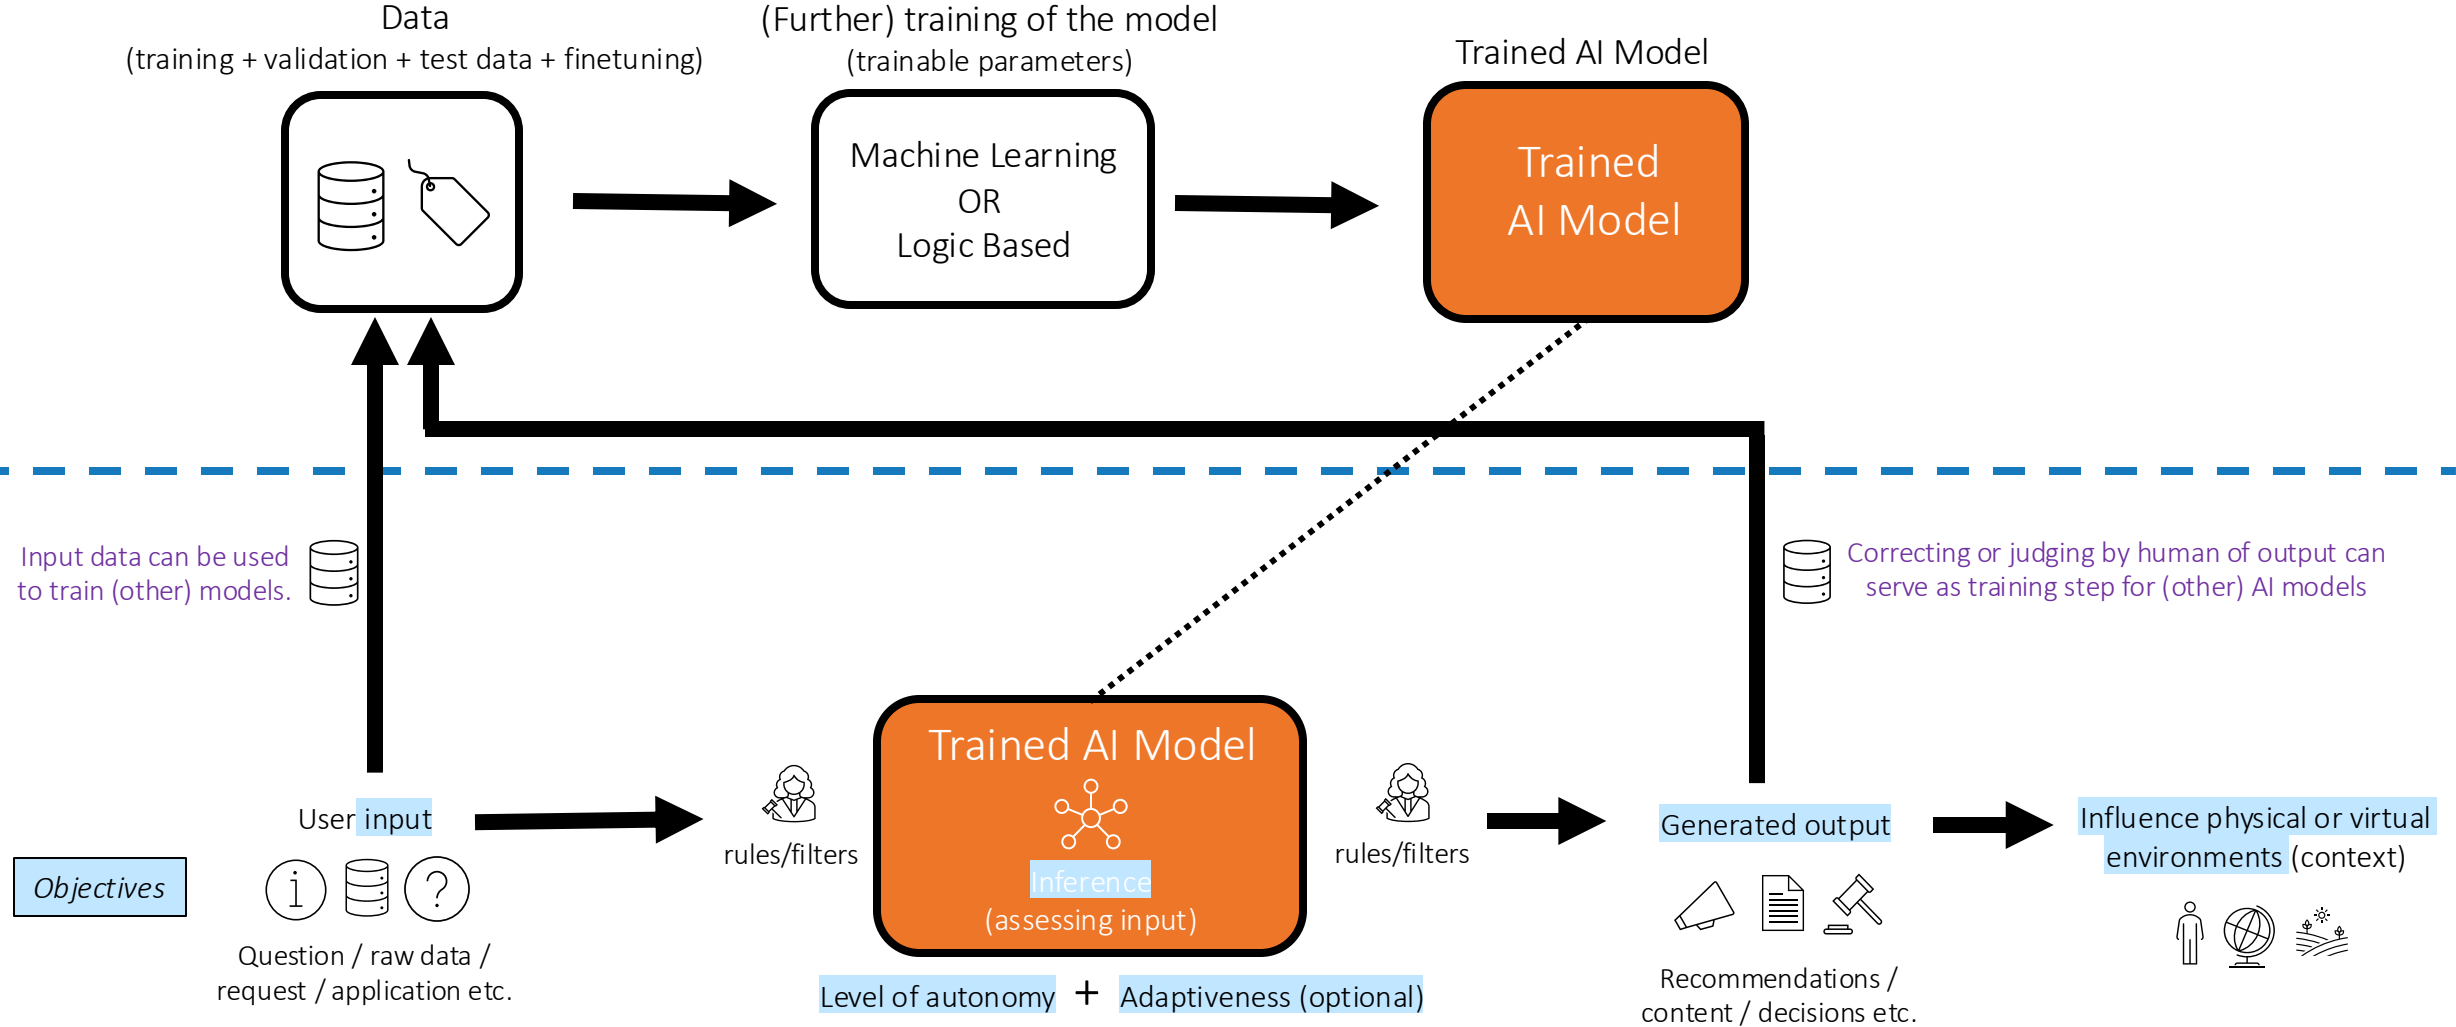 Data
(training + validation + test data + finetuning)
(Further) training of the model
(trainable parameters)
Trained AI Model
Machine Learning
OR
Logic Based
Trained
AI Model
Input data can be used
to train (other) models.
Correcting or judging by human of output can
serve as training step for (other) AI models
User input
Objectives
Question / raw data /
request / application etc.
rules/filters
Trained AI Model
Inference
(assessing input)
Level of autonomy + Adaptiveness (optional)
rules/filters
Generated output
Recommendations /
content / decisions etc.
Influence physical or virtual
environments (context)